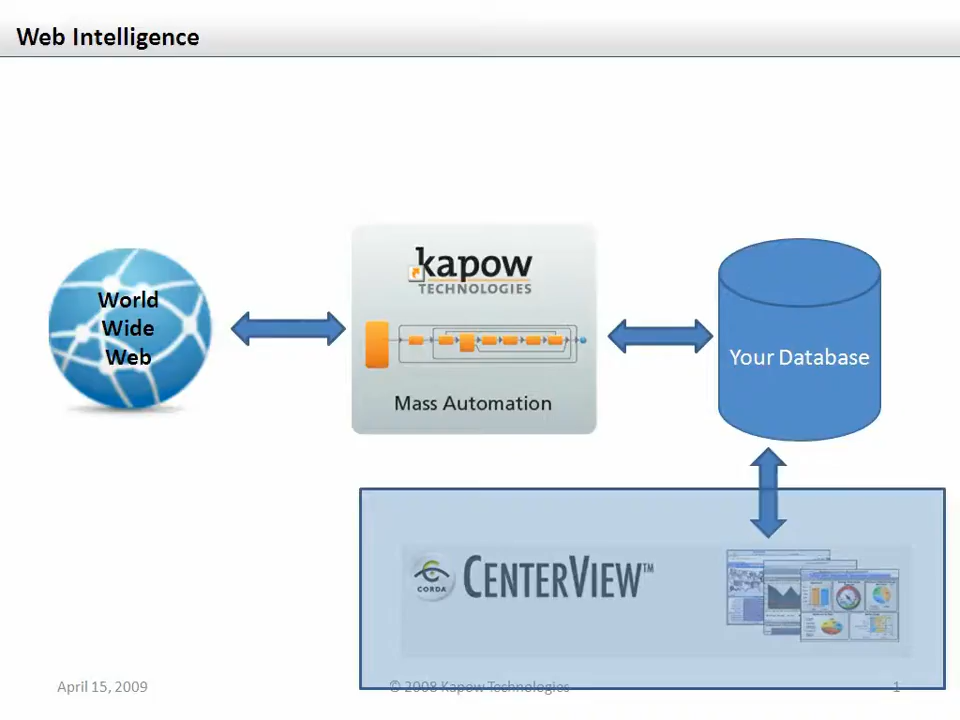 Web Intelligence
World
Wide
Web
kapow
TECHNOLOGIES
Mass Automation
Your Database
CORDA
CENTERVIEW™
April 15, 2009
© 2008 Kapow Technologies
1